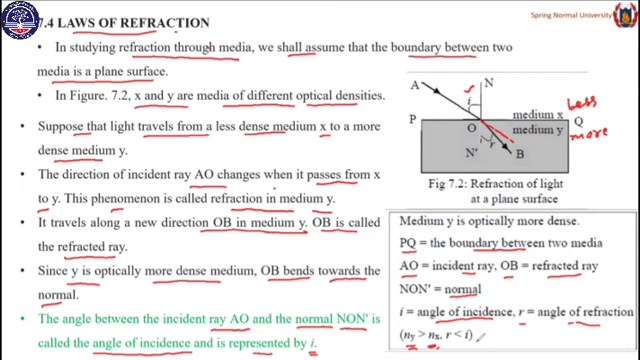 Spring Normal University
7.4 LAWS OF REFRACTION
• In studying refraction through media, we shall assume that the boundary between two
media is a plane surface.
• In Figure 7.2, x and y are media of different optical densities.
• Suppose that light travels from a less dense medium x to a more
dense medium y.
• The direction of incident ray AO changes when it passes from x
to y. This phenomenon is called refraction in medium y.
• It travels along a new direction OB in medium y. OB is called
the refracted ray.
• Since y is optically more dense medium, OB bends towards the
normal.
• The angle between the incident ray AO and the normal NON' is
called the angle of incidence and is represented by i.
A
N
i
medium x
Less
P
O
medium y
Q
more
i
r
N'
B
Fig 7.2: Refraction of light
at a plane surface
Medium y is optically more dense.
PQ = the boundary between two media
AO = incident ray, OB = refracted ray
NON' = normal
i = angle of incidence, r = angle of refraction
(ny > nx, r < i)